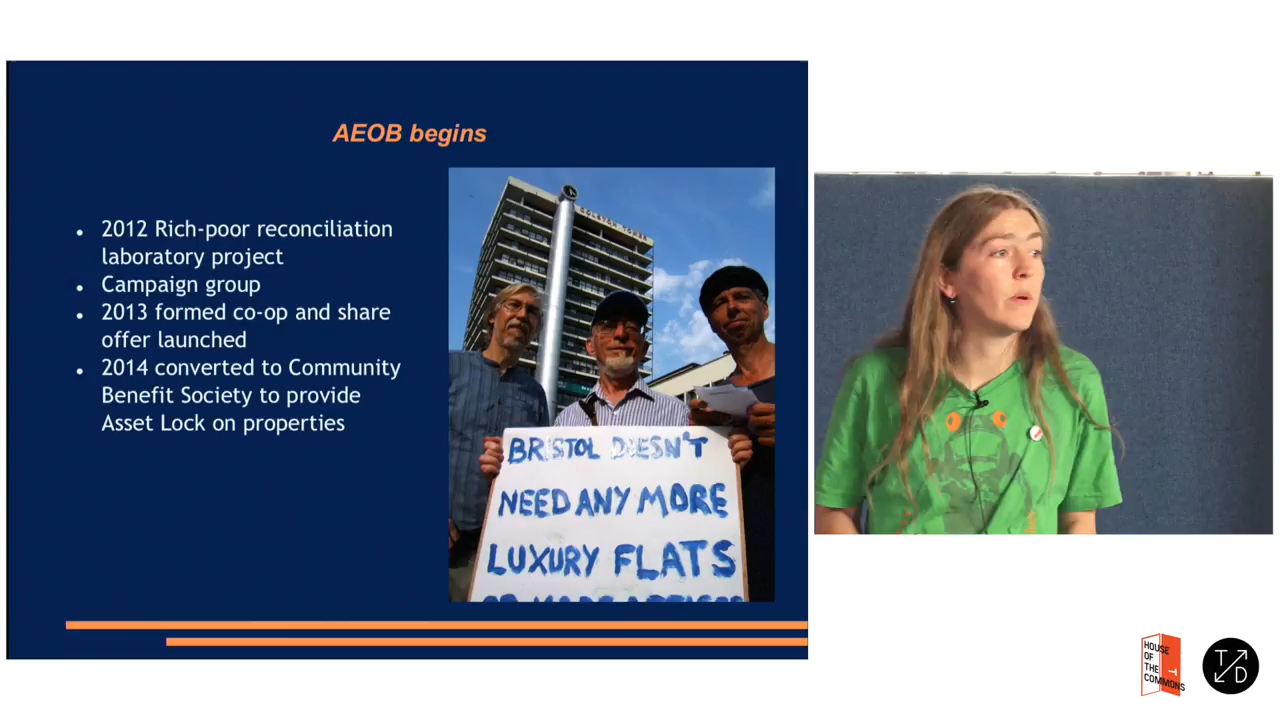 AEOB begins
2012 Rich-poor reconciliation
laboratory project
Campaign group
2013 formed co-op and share
offer launched
2014 converted to Community
Benefit Society to provide
Asset Lock on properties
COLSTON TOWER
BRISTOL DOESN'T
NEED ANY MORE
LUXURY FLATS
HOUSE
OF
THE
COMMONS
T
D